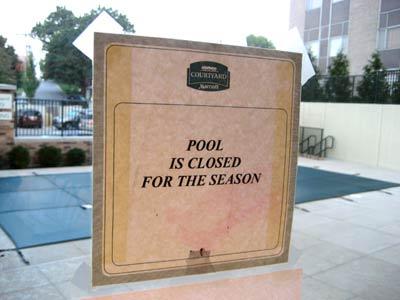 COURTYARD
Marriott
POOL
IS CLOSED
FOR THE SEASON